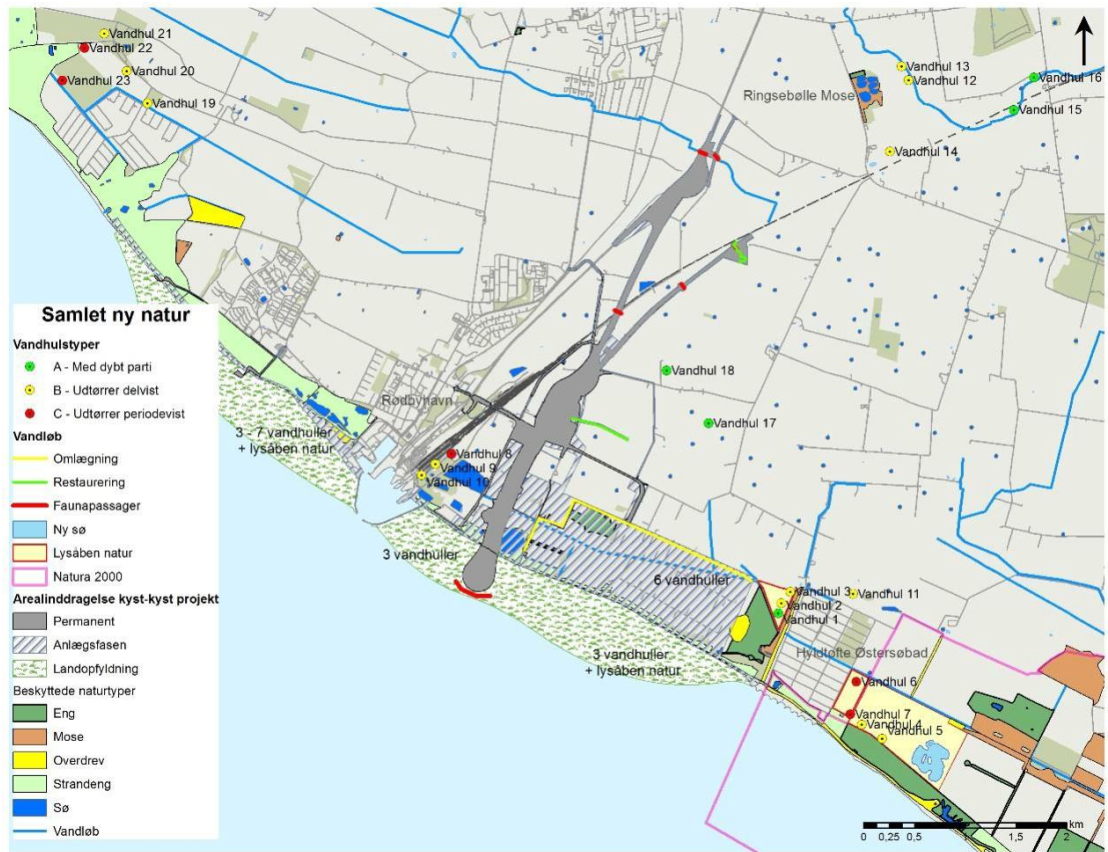 Vandhul 21
Vandhul 22
Vandhul 20
Vandhul 23
Vandhul 19
Vandhul 13
Vandhul 12
Ringsebølle Mose
Vandhul 16
Vandhul 15
Vandhul 14
Samlet ny natur
Vandhulstyper
A - Med dybt parti
B - Udtørrer delvist
C - Udtørrer periodevist
Vandløb
Omlægning
Restaurering
Faunapassager
Ny sø
Lysåben natur
Natura 2000
Arealinddragelse kyst-kyst projekt
Permanent
Anlægsfasen
Landopfyldning
Beskyttede naturtyper
Eng
Mose
Overdrev
Strandeng
Sø
Vandløb
Vandhul 18
Rødbyhavn
Vandhul 17
3 - 7 vandhuller
+ lysåben natur
Vandhul 8
Vandhul 9
Vandhul 10
3 vandhuller
6 vandhuller
Vandhul 3
Vandhul 11
Vandhul 2
Vandhul 1
3 vandhuller
+ lysåben natur
Hyldtofte Østersøbad
Vandhul 6
Vandhul 7
Vandhul 4
Vandhul 5
km
0 0,25 0,5 1 1,5 2